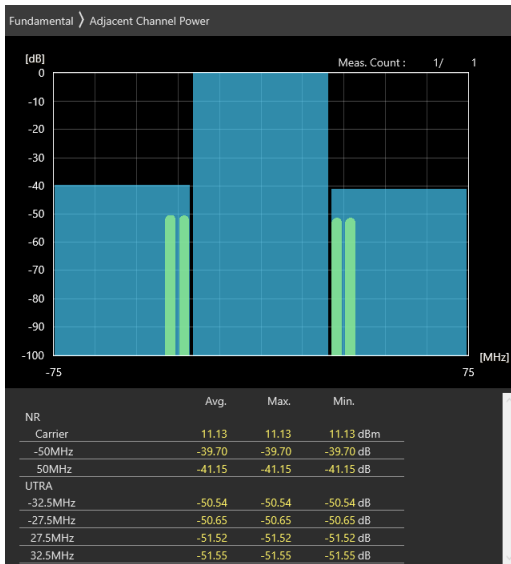 Fundamental 〉 Adjacent Channel Power
[dB]
Meas. Count : 1/ 1
0
-10
-20
-30
-40
-50
-60
-70
-80
-90
-100
[MHz]
-75 75
Avg. Max. Min.
NR
Carrier 11.13 11.13 11.13 dBm
-50MHz -39.70 -39.70 -39.70 dB
50MHz -41.15 -41.15 -41.15 dB
UTRA
-32.5MHz -50.54 -50.54 -50.54 dB
-27.5MHz -50.65 -50.65 -50.65 dB
27.5MHz -51.52 -51.52 -51.52 dB
32.5MHz -51.55 -51.55 -51.55 dB